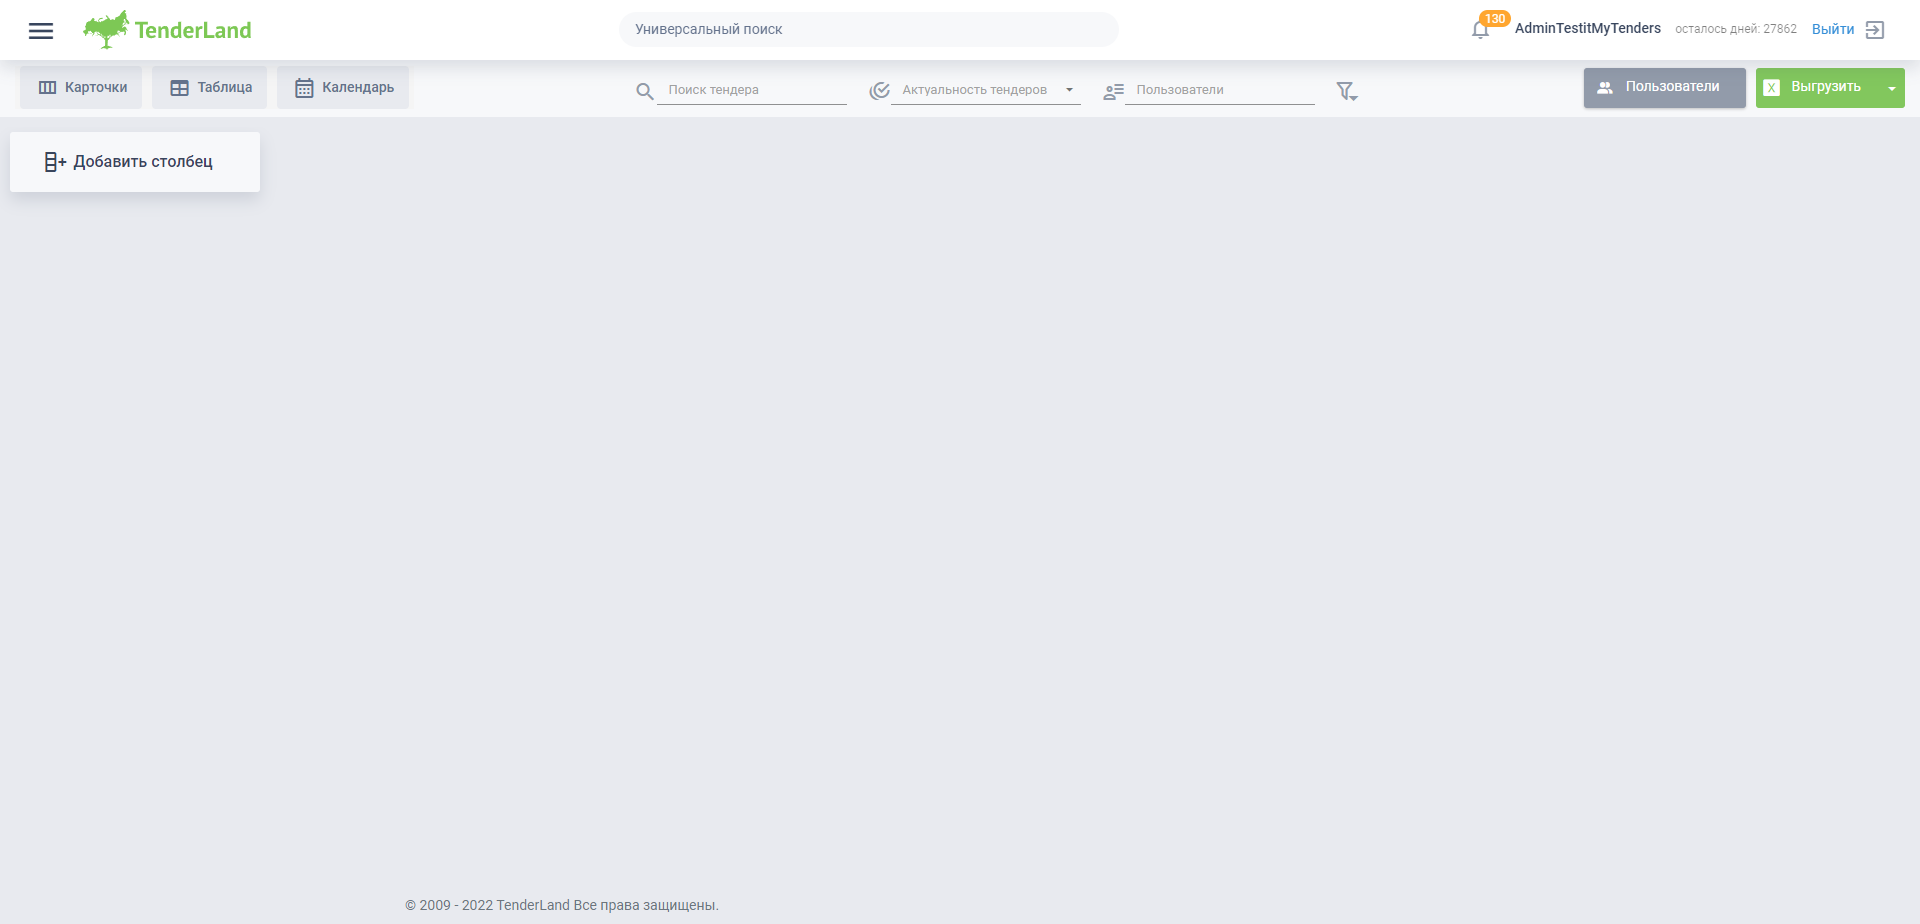 TenderLand
Универсальный поиск
130
AdminTestitMyTenders
осталось дней: 27862
Выйти
Карточки
Таблица
Календарь
Поиск тендера
Актуальность тендеров
Пользователи
Пользователи
X
Выгрузить
Добавить столбец
© 2009 - 2022 TenderLand Все права защищены.